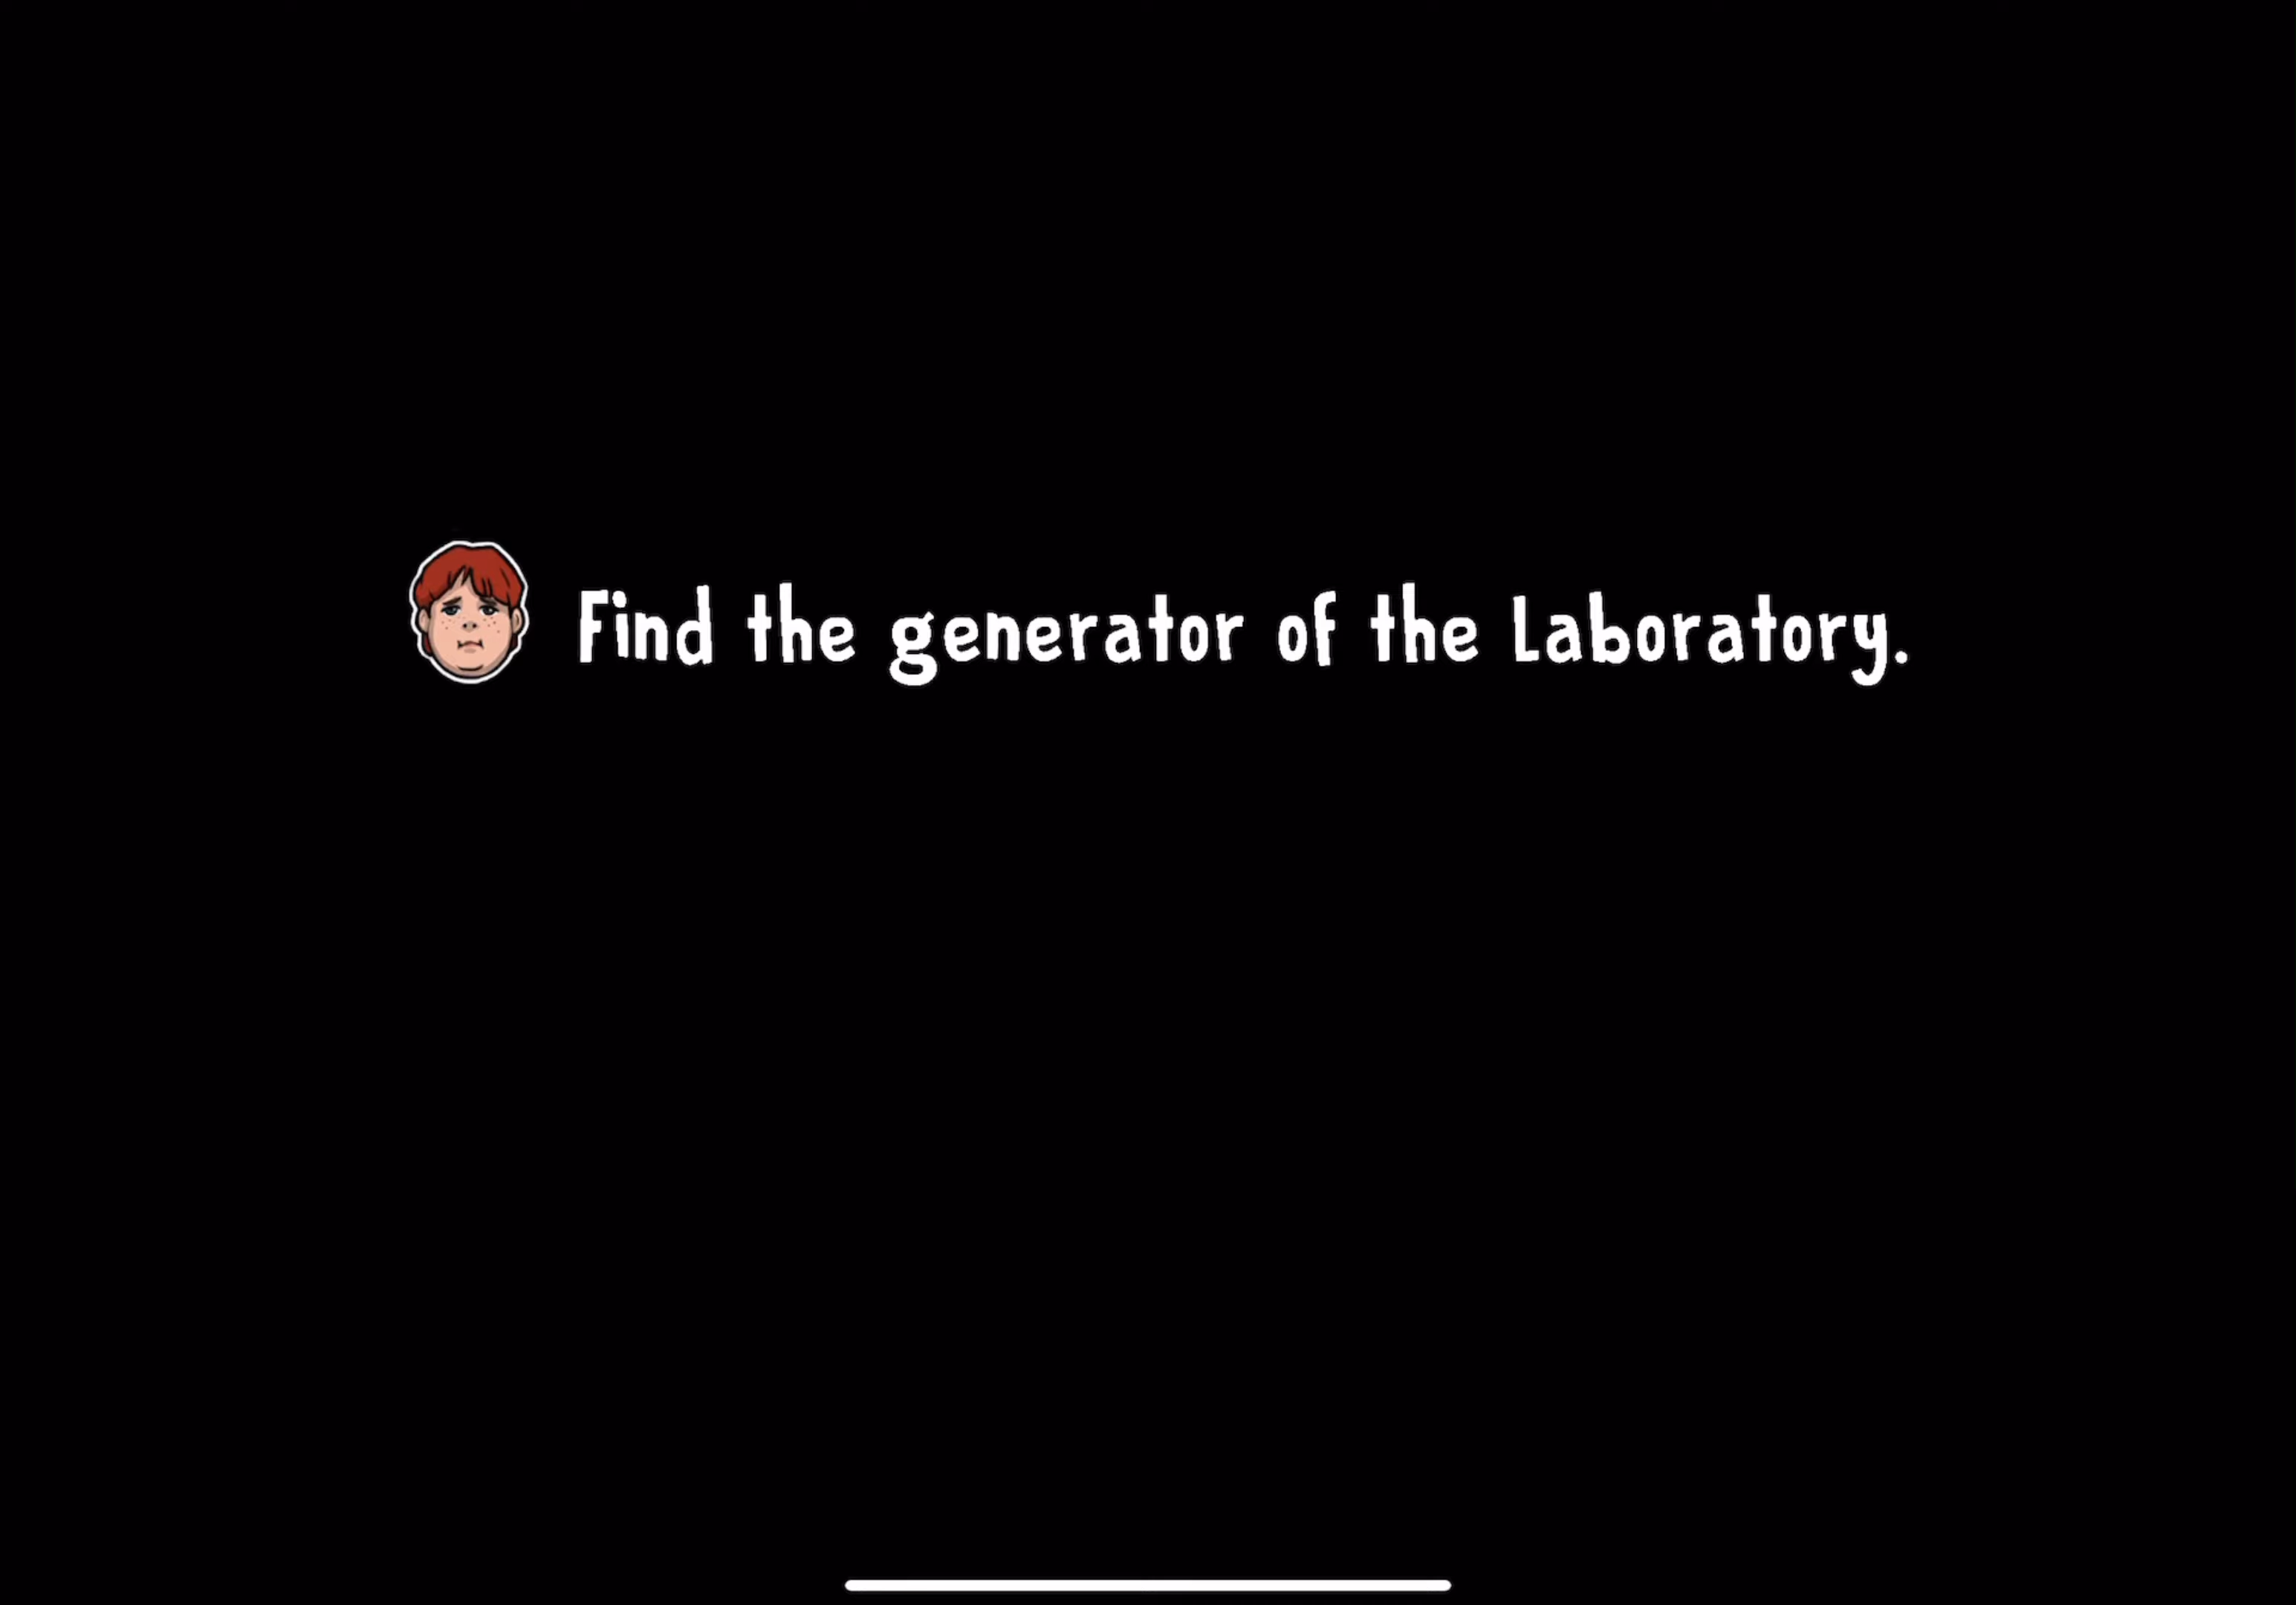 Find the generator of the Laboratory.